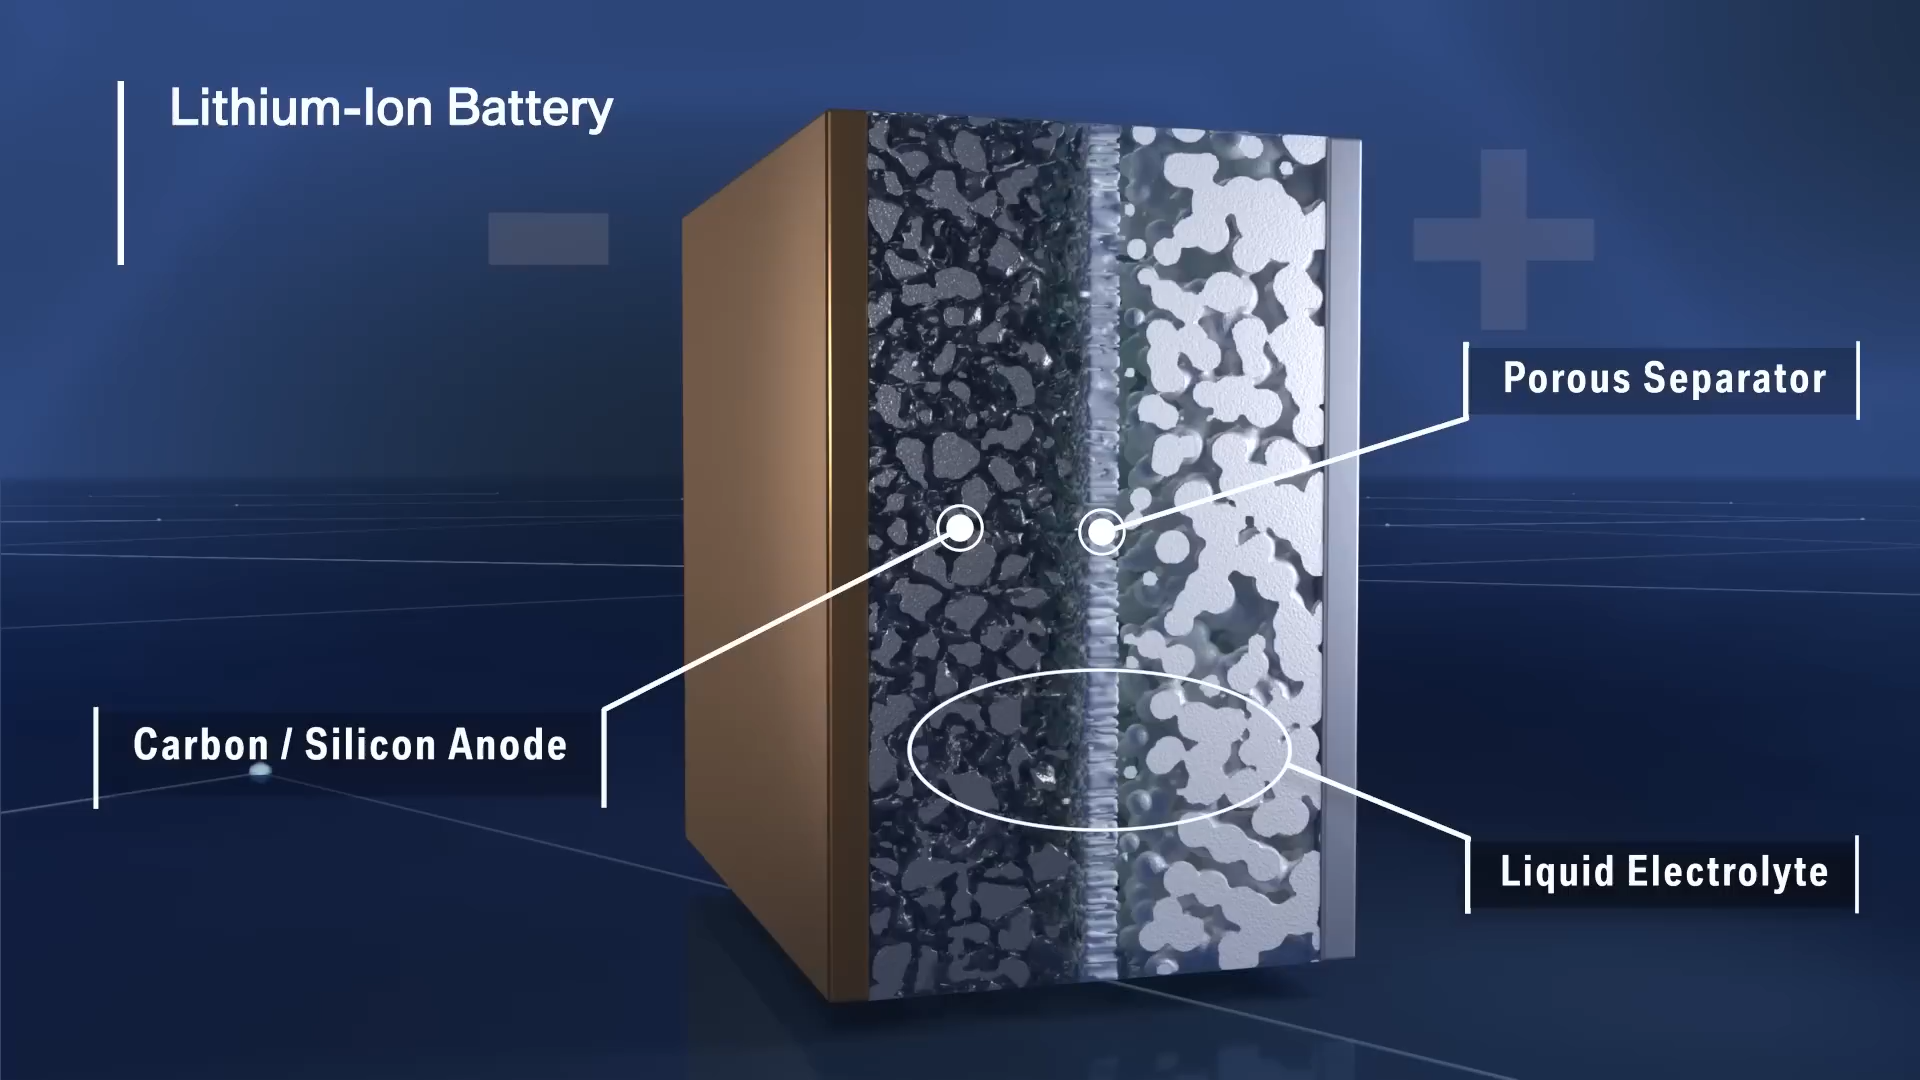 Lithium-Ion Battery
Porous Separator
Carbon / Silicon Anode
Liquid Electrolyte